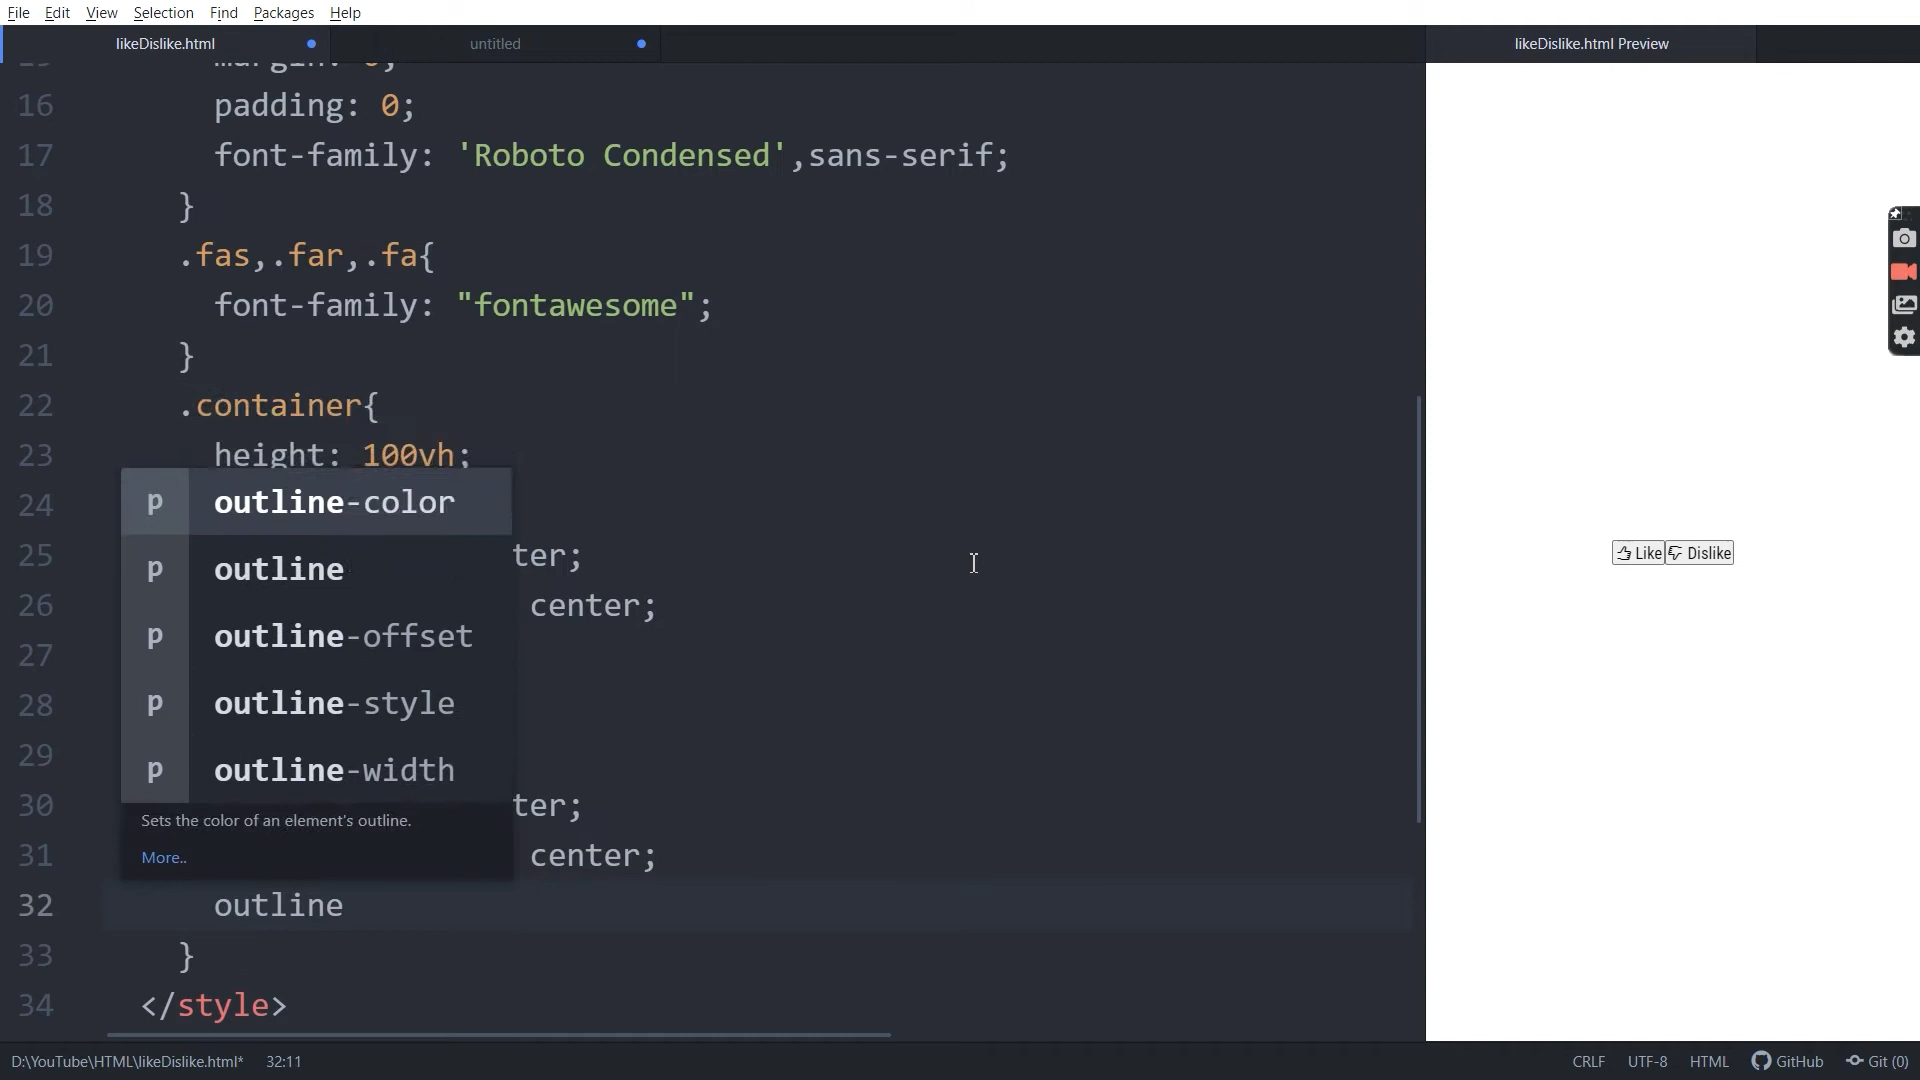 File Edit View Selection Find Packages Help
likeDislike.html
untitled
likeDislike.html Preview
16 padding: 0;
17 font-family: 'Roboto Condensed',sans-serif;
18 }
19 .fas,.far,.fa{
20 font-family: "fontawesome";
21 }
22 .container{
23 height: 100vh;
24
25 ter;
26 center;
27
28
29
30 ter;
31 center;
32 outline
33 }
34 </style>
p outline-color
p outline
p outline-offset
p outline-style
p outline-width
Sets the color of an element's outline.
More..
Like Dislike
D:\YouTube\HTML\likeDislike.html* 32:11
CRLF UTF-8 HTML GitHub Git (0)